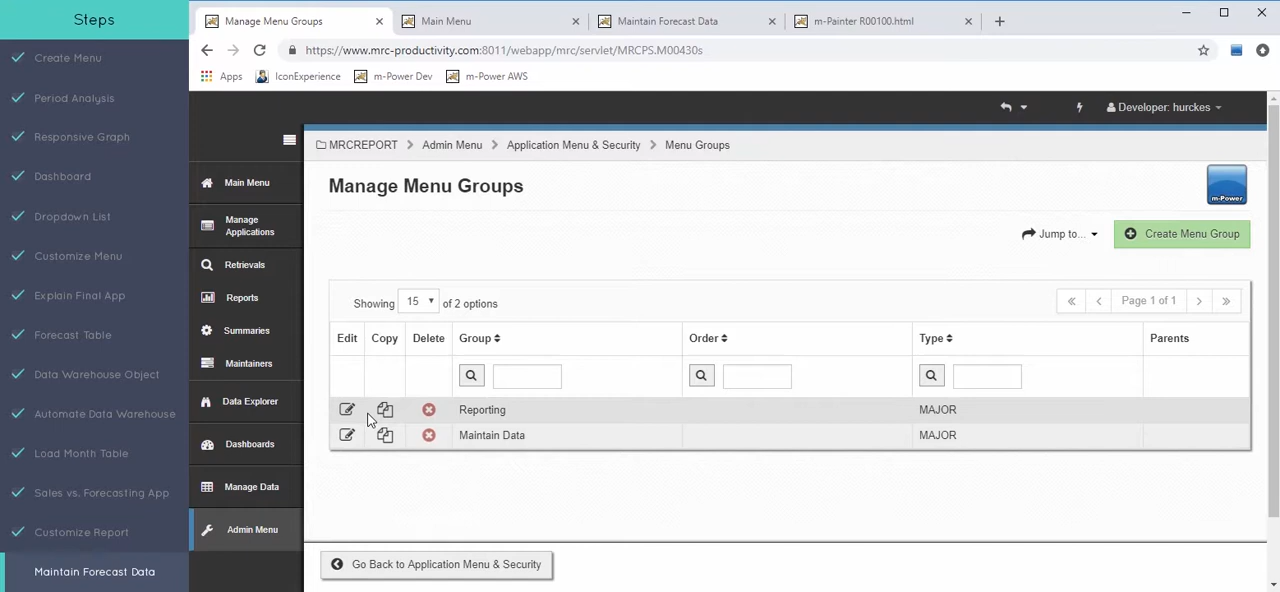 Steps
Create Menu
Period Analysis
Responsive Graph
Dashboard
Dropdown List
Customize Menu
Explain Final App
Forecast Table
Data Warehouse Object
Automate Data Warehouse
Load Month Table
Sales vs. Forecasting App
Customize Report
Maintain Forecast Data
Manage Menu Groups
Main Menu
Maintain Forecast Data
m-Painter R00100.html
https://www.mrc-productivity.com:8011/webapp/mrc/servlet/MRCPS.M00430s
Apps
IconExperience
m-Power Dev
m-Power AWS
Developer: hurckes
Main Menu
Manage Applications
Retrievals
Reports
Summaries
Maintainers
Data Explorer
Dashboards
Manage Data
Admin Menu
MRCREPORT > Admin Menu > Application Menu & Security > Menu Groups
Manage Menu Groups
m-Power
Jump to...
Create Menu Group
Showing 15 of 2 options
Page 1 of 1
Edit Copy Delete Group Order Type Parents
Reporting MAJOR
Maintain Data MAJOR
Go Back to Application Menu & Security